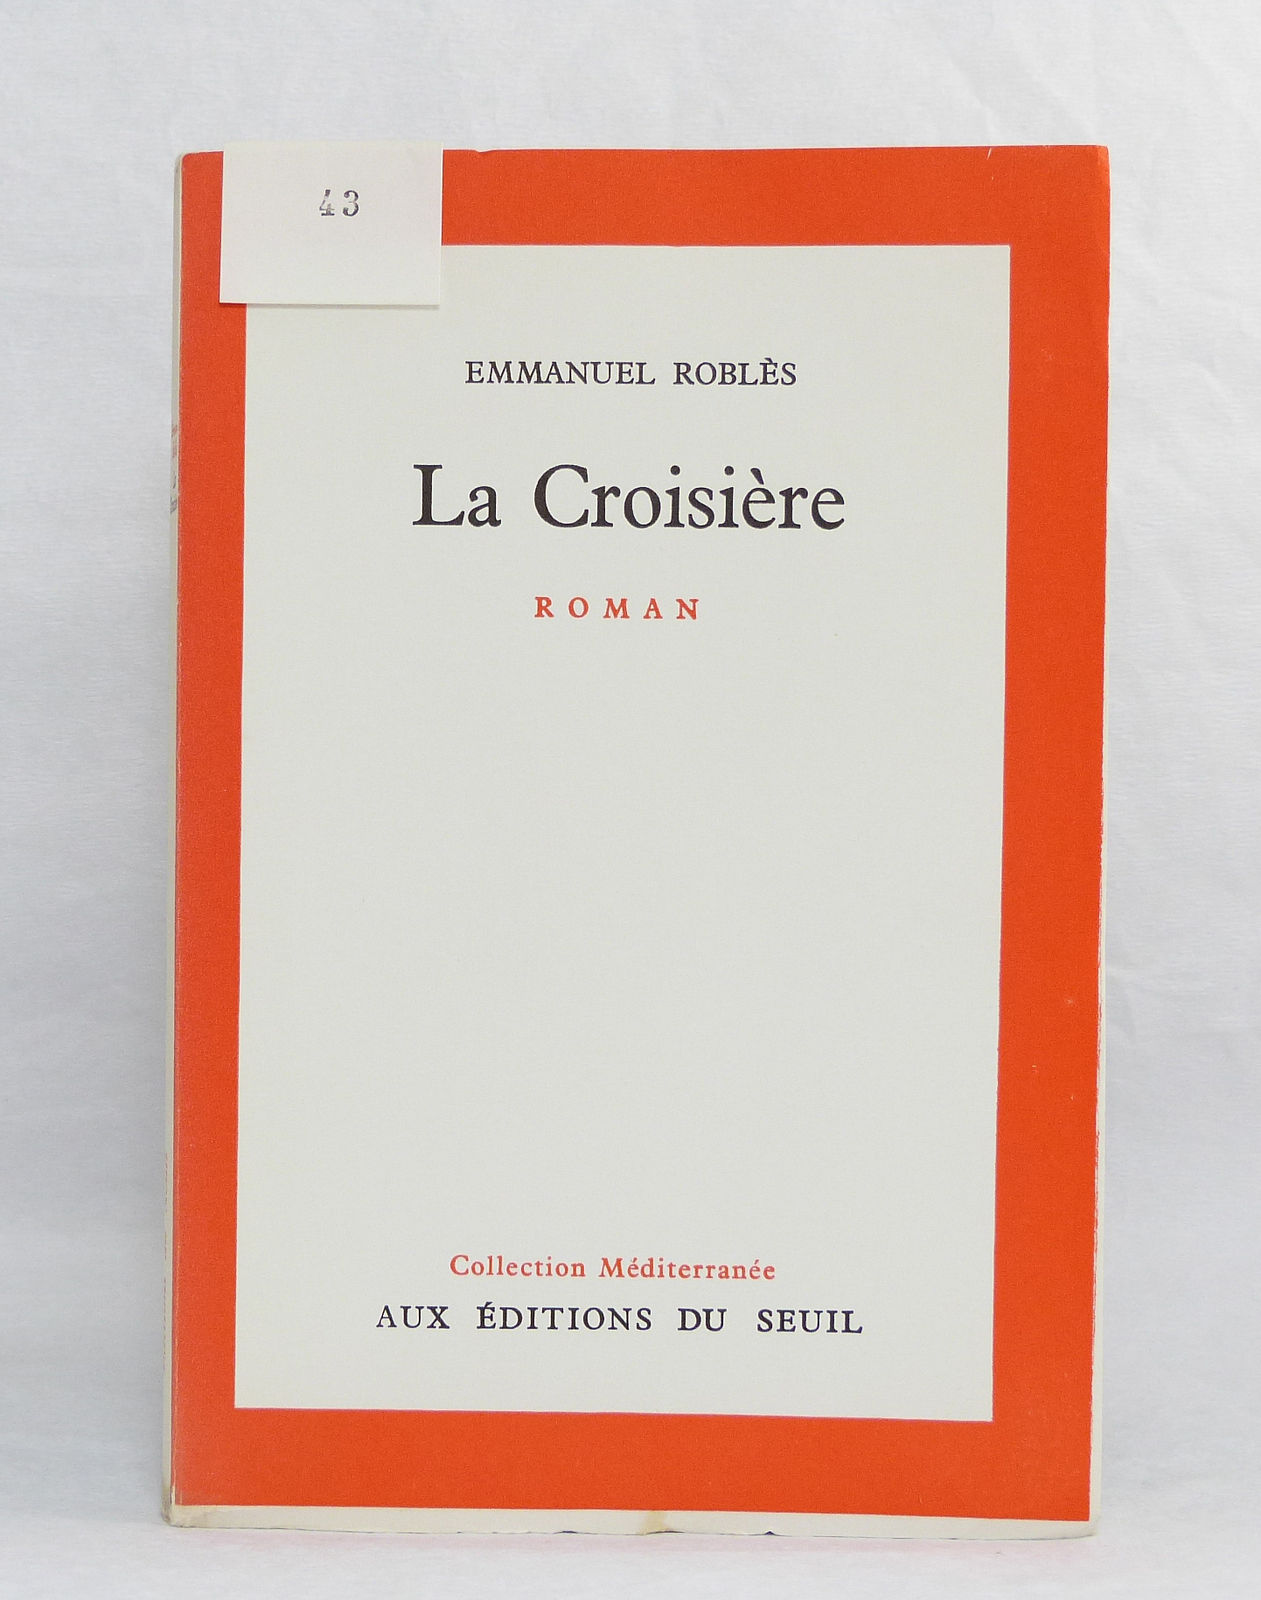 43
EMMANUEL ROBLÈS
La Croisière
ROMAN
Collection Méditerranée
AUX ÉDITIONS DU SEUIL